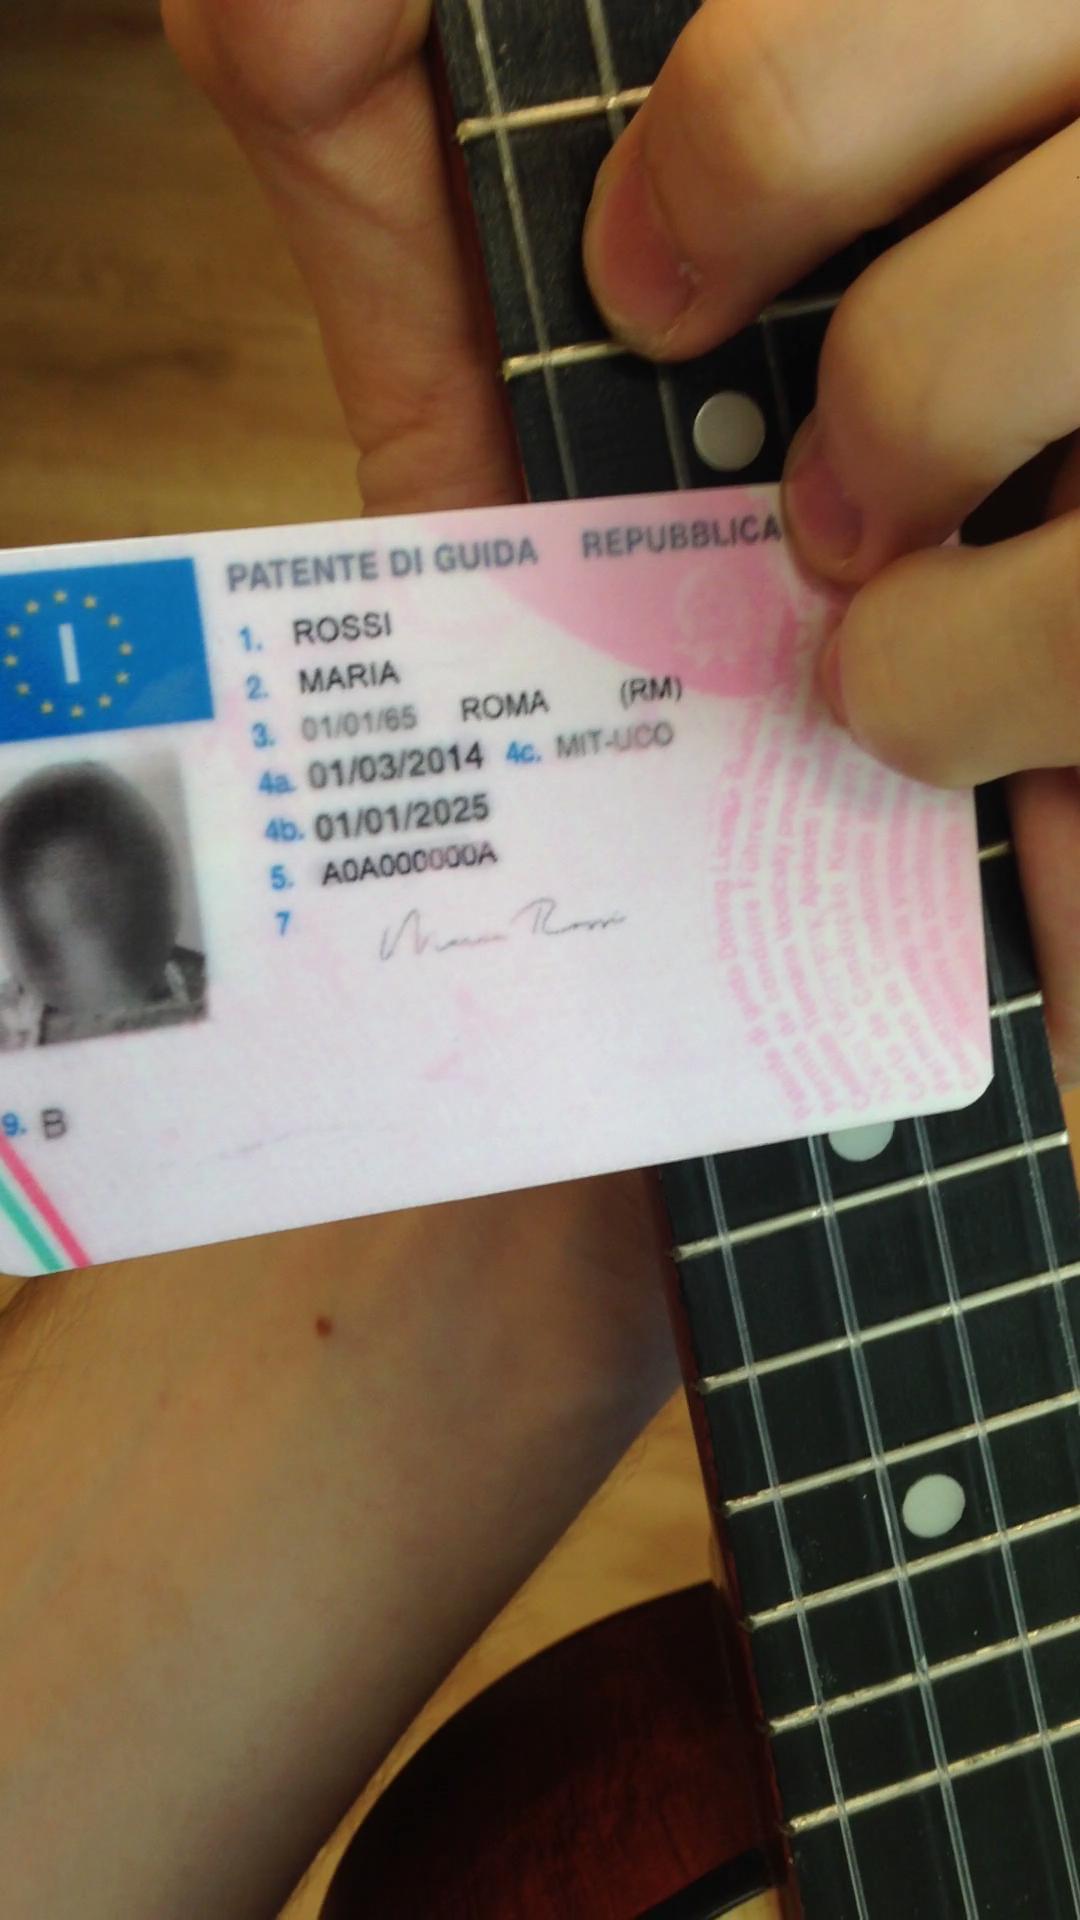 PATENTE DI GUIDA REPUBBLICA
I
1. ROSSI
2. MARIA
3. 01/01/65 ROMA (RM)
4a. 01/03/2014 4c. MIT-UCO
4b. 01/01/2025
5. A0A000000A
7 Maria Rossi
9. B